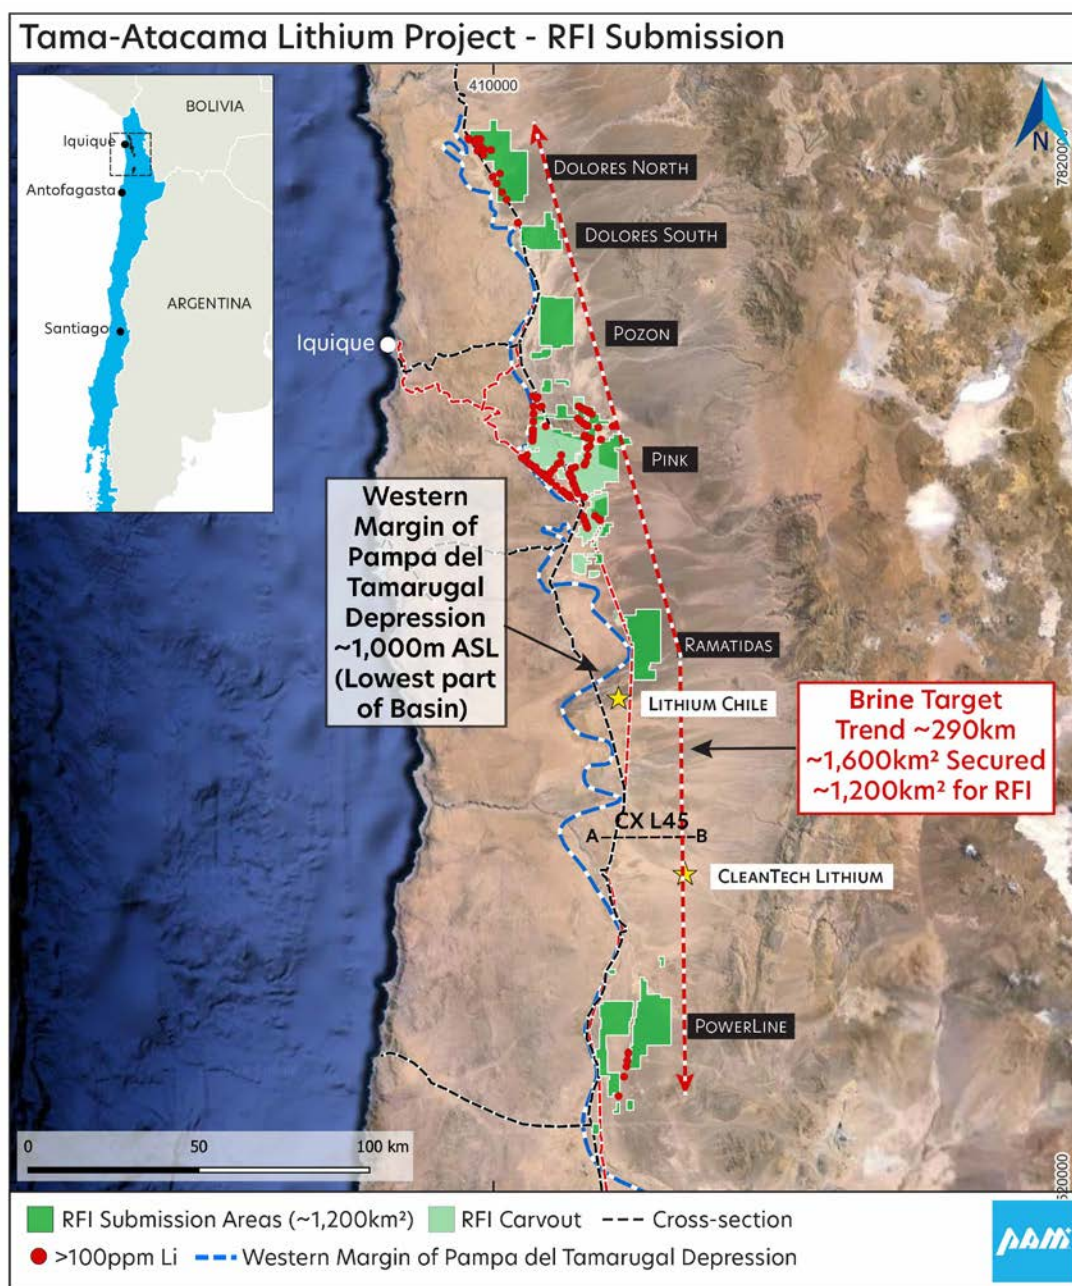 Tama-Atacama Lithium Project - RFI Submission
410000
7820000
N
BOLIVIA
Iquique
Antofagasta
ARGENTINA
Santiago
DOLORES NORTH
DOLORES SOUTH
POZON
Iquique
PINK
Western
Margin of
Pampa del
Tamarugal
Depression
~1,000m ASL
(Lowest part
of Basin)
RAMATIDAS
LITHIUM CHILE
Brine Target
Trend ~290km
~1,600km² Secured
~1,200km² for RFI
CX L45
A
B
CLEANTECH LITHIUM
POWERLINE
0 50 100 km
RFI Submission Areas (~1,200km²) RFI Carvout Cross-section
>100ppm Li Western Margin of Pampa del Tamarugal Depression
PAM